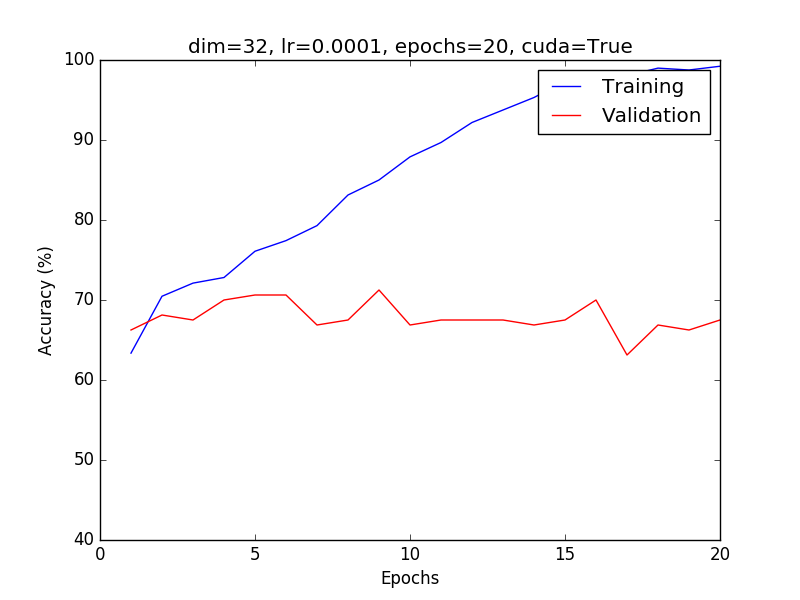 dim=32, lr=0.0001, epochs=20, cuda=True
100
90
80
70
60
50
40
Accuracy (%)
Training
Validation
0 5 10 15 20
Epochs